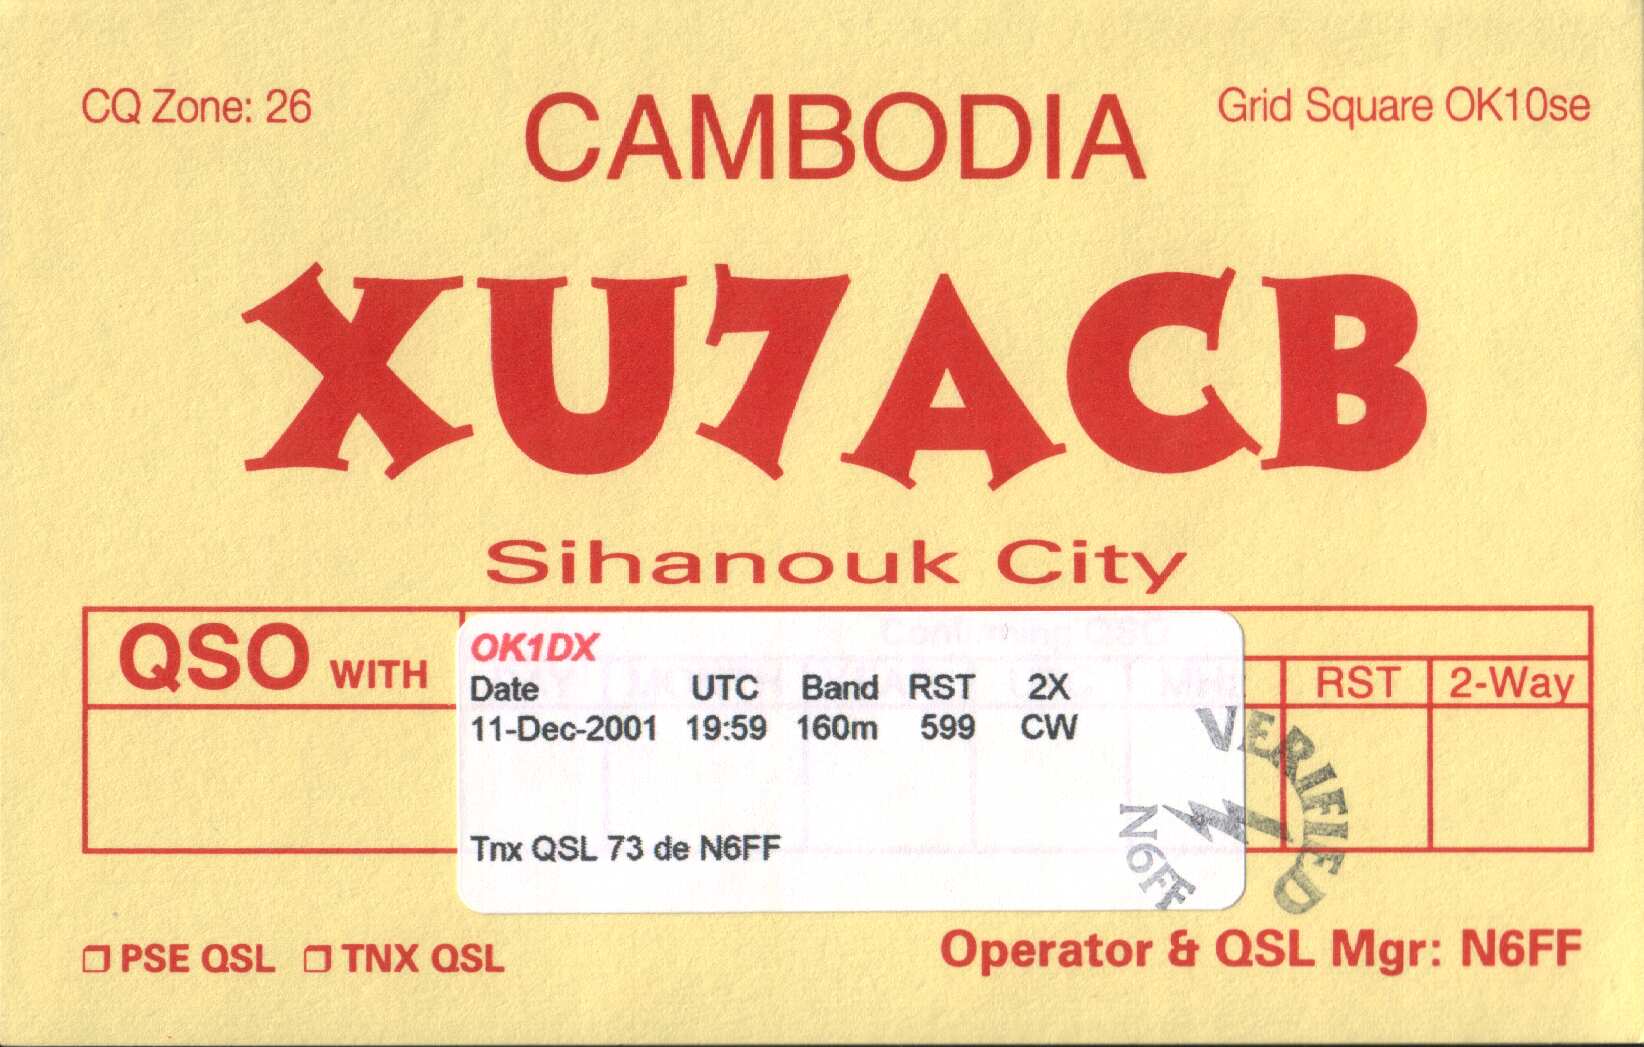 CQ Zone: 26
CAMBODIA
Grid Square OK10se
XU7ACB
Sihanouk City
QSO WITH
Confirming QSO
RST 2-Way
OK1DX
Date UTC Band RST 2X
11-Dec-2001 19:59 160m 599 CW
Tnx QSL 73 de N6FF
VERIFIED
N6FF
PSE QSL TNX QSL
Operator & QSL Mgr: N6FF